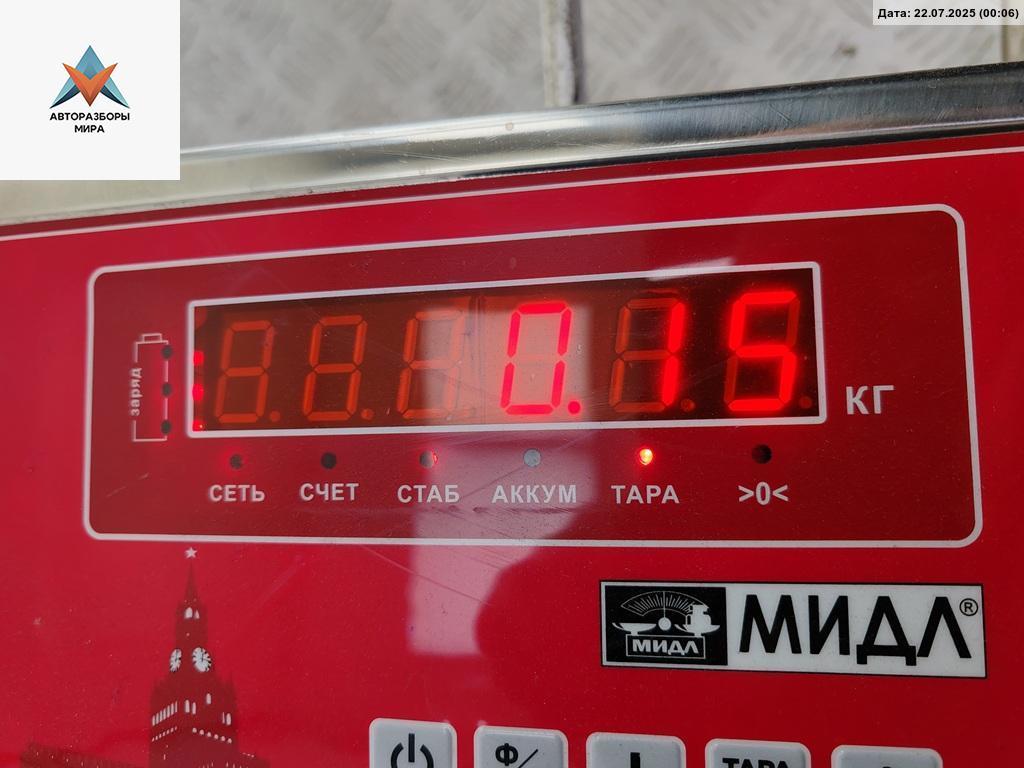 Дата: 22.07.2025 (00:06)
АВТОРАЗБОРЫ
МИРА
заряд
0.15
КГ
СЕТЬ СЧЕТ СТАБ АККУМ ТАРА >0<
МИДЛ
МИДЛ®
Ф/
ТАРА